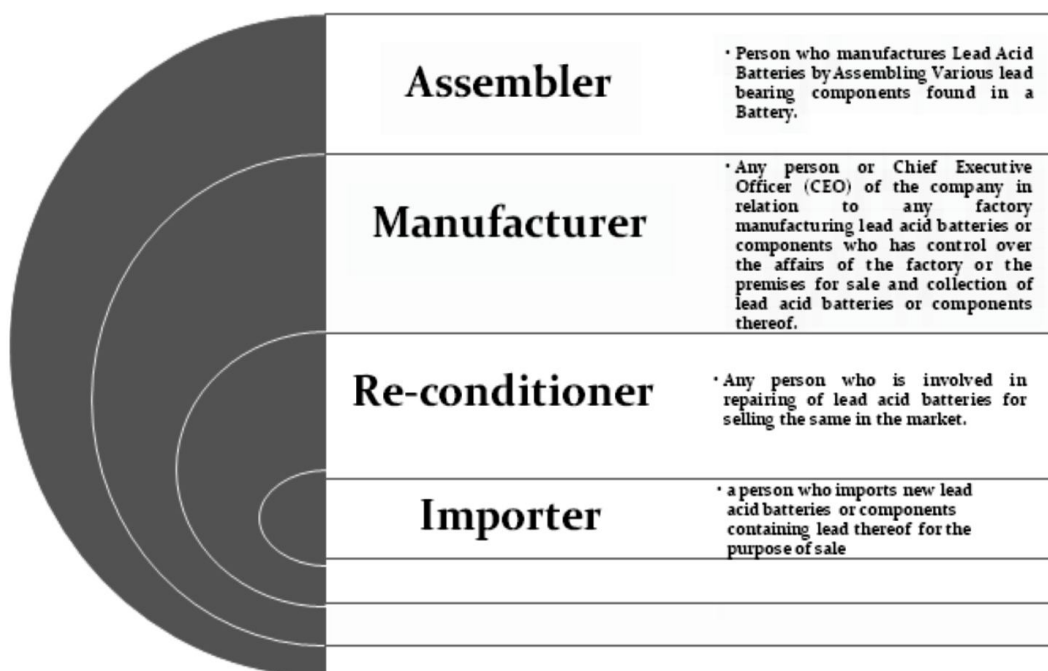 Assembler
· Person who manufactures Lead Acid
Batteries by Assembling Various lead
bearing components found in a
Battery.
Manufacturer
· Any person or Chief Executive
Officer (CEO) of the company in
relation to any factory
manufacturing lead acid batteries or
components who has control over
the affairs of the factory or the
premises for sale and collection of
lead acid batteries or components
thereof.
Re-conditioner
· Any person who is involved in
repairing of lead acid batteries for
selling the same in the market.
Importer
· a person who imports new lead
acid batteries or components
containing lead thereof for the
purpose of sale